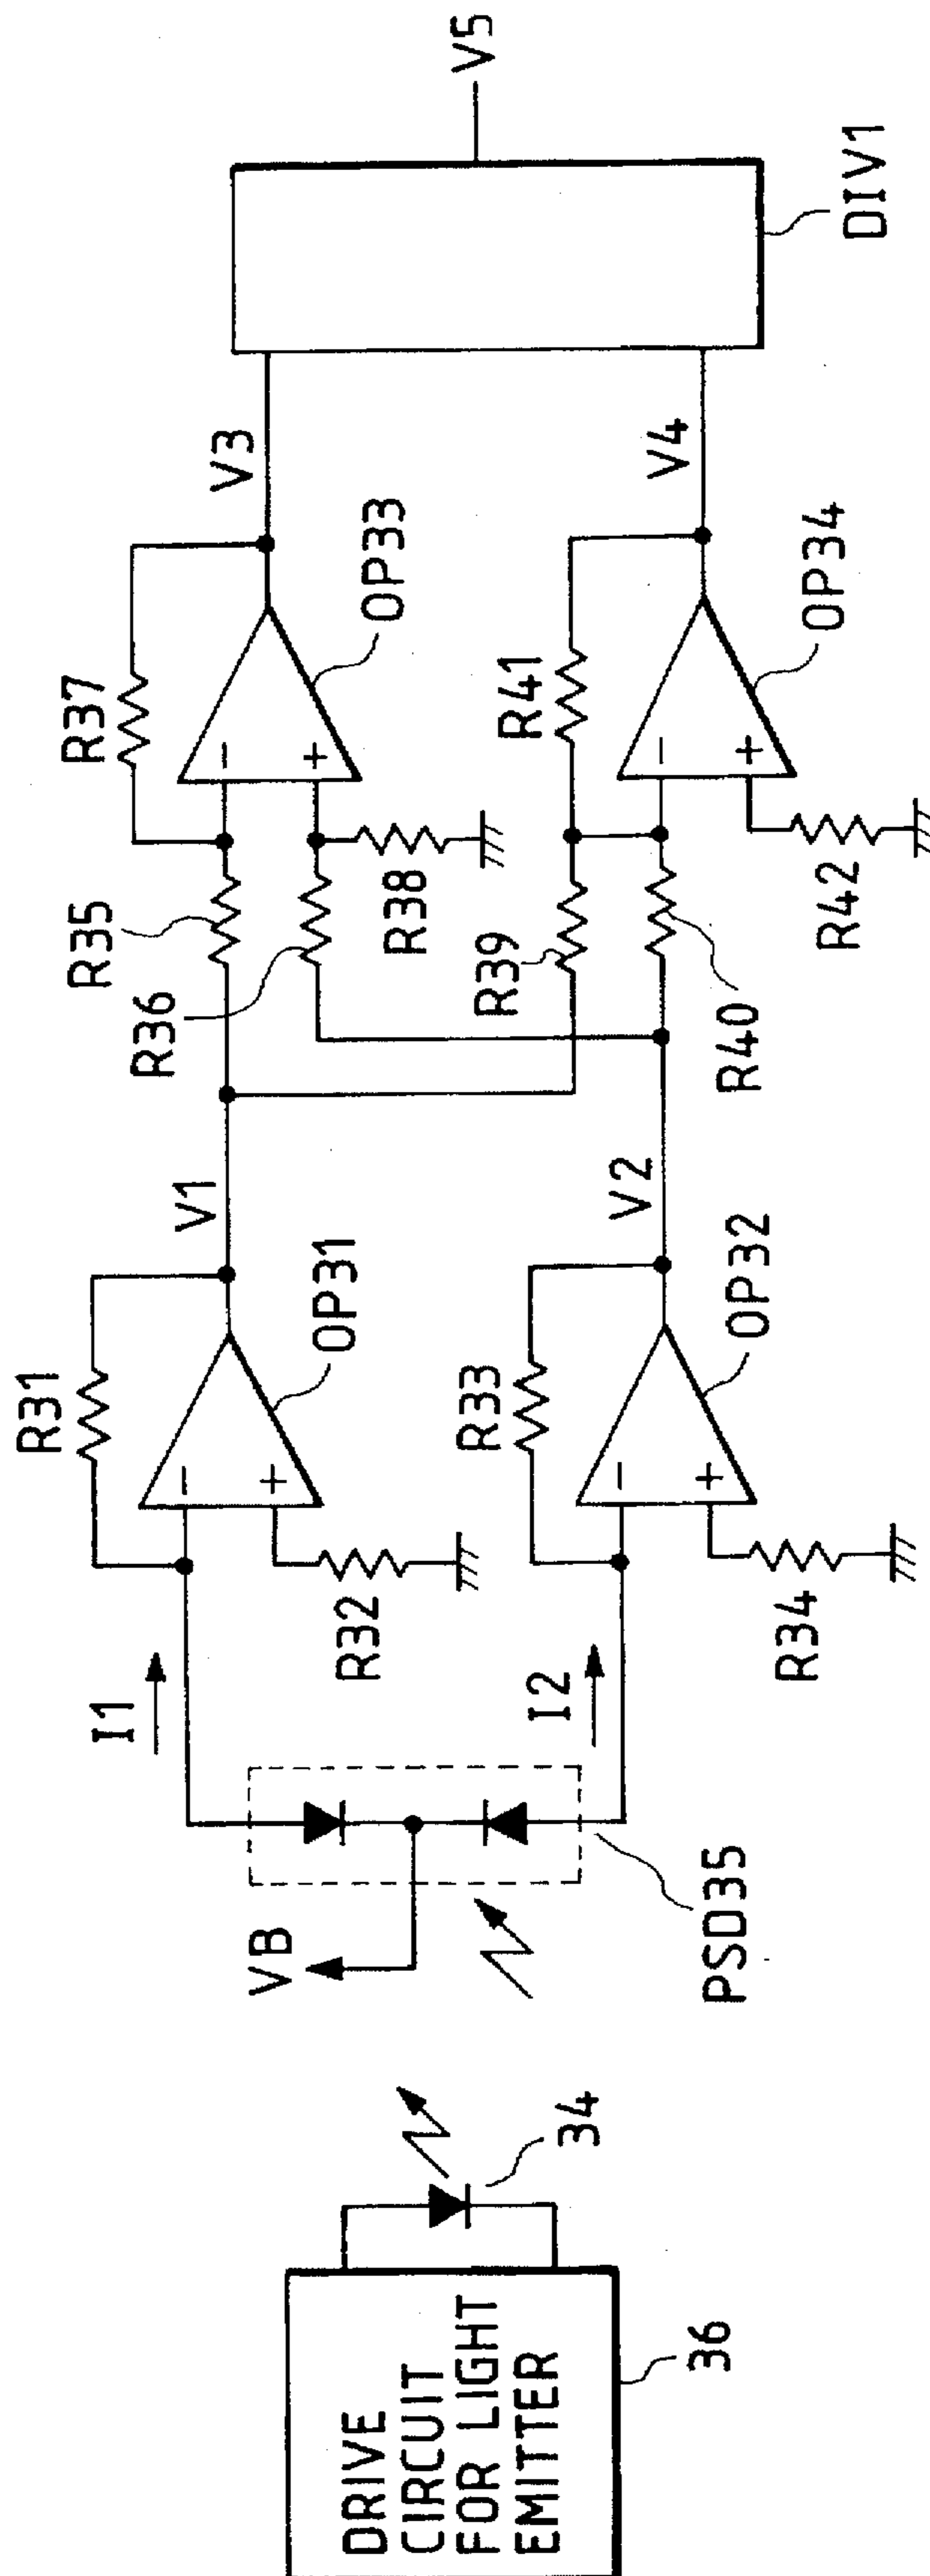 DRIVE
CIRCUIT
FOR LIGHT
EMITTER
36
34
VB
PSD35
I1
I2
R31
R32
-
+
OP31
R33
R34
-
+
OP32
V1
V2
R35
R36
R37
R38
-
+
OP33
R39
R40
R41
R42
-
+
OP34
V3
V4
DIV1
V5